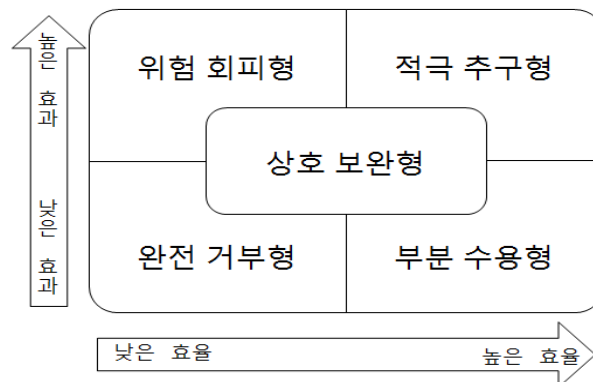 높은 효과
낮은 효과
위험 회피형
적극 추구형
상호 보완형
완전 거부형
부분 수용형
낮은 효율
높은 효율